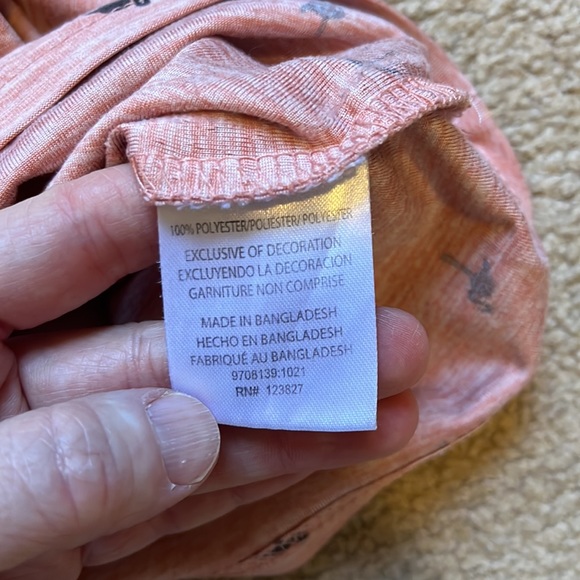 100% POLYESTER/POLIESTER/ POLYESTER
EXCLUSIVE OF DECORATION
EXCLUYENDO LA DECORACION
GARNITURE NON COMPRISE
MADE IN BANGLADESH
HECHO EN BANGLADESH
FABRIQUÉ AU BANGLADESH
9708139:1021
RN# 123827